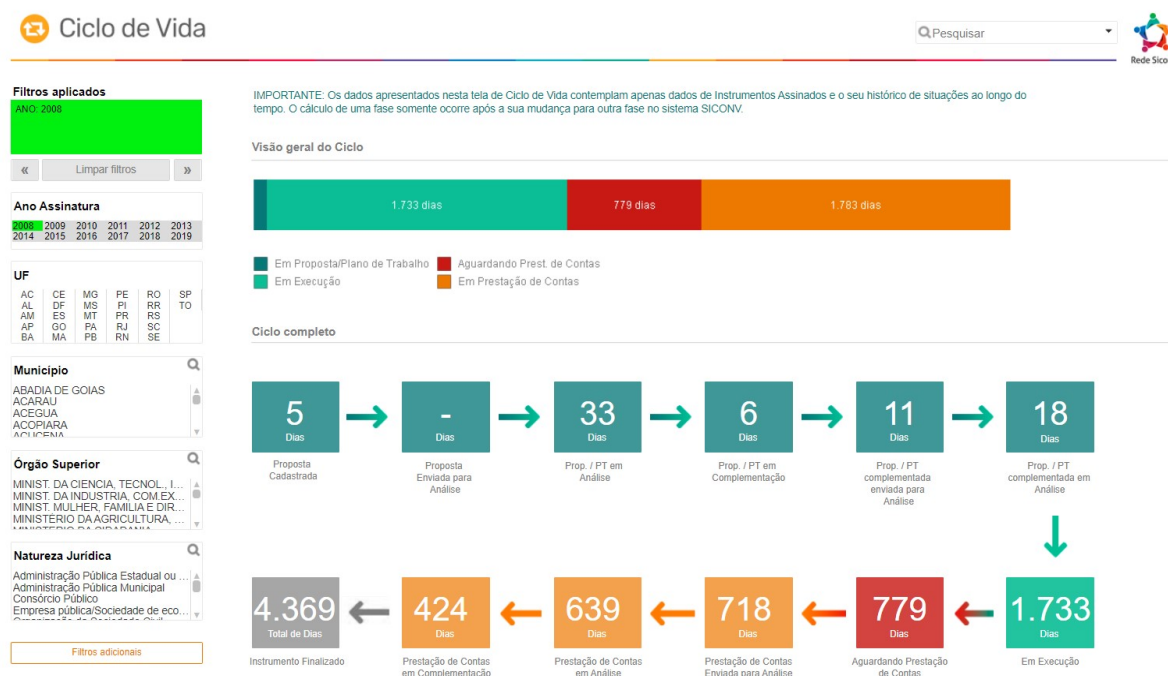 Ciclo de Vida
Pesquisar
Rede Sicon
Filtros aplicados
ANO: 2008
«
Limpar filtros
»
IMPORTANTE: Os dados apresentados nesta tela de Ciclo de Vida contemplam apenas dados de Instrumentos Assinados e o seu histórico de situações ao longo do
tempo. O cálculo de uma fase somente ocorre após a sua mudança para outra fase no sistema SICONV.
Visão geral do Ciclo
1.733 dias
779 dias
1.783 dias
Em Proposta/Plano de Trabalho
Aguardando Prest. de Contas
Em Execução
Em Prestação de Contas
Ano Assinatura
2008 2009 2010 2011 2012 2013
2014 2015 2016 2017 2018 2019
UF
AC CE MG PE RO SP
AL DF MS PI RR TO
AM ES MT PR RS
AP GO PA RJ SC
BA MA PB RN SE
Município
ABADIA DE GOIAS
ACARAU
ACEGUA
ACOPIARA
ACUCENA
Órgão Superior
MINIST. DA CIENCIA, TECNOL., I...
MINIST. DA INDUSTRIA, COM.EX...
MINIST. MULHER, FAMILIA E DIR...
MINISTÉRIO DA AGRICULTURA, ...
MINISTERIO DA CIDADANIA
Natureza Jurídica
Administração Pública Estadual ou ...
Administração Pública Municipal
Consórcio Público
Empresa pública/Sociedade de eco...
Organização da Sociedade Civil
Filtros adicionais
Ciclo completo
5
Dias
Proposta
Cadastrada
-
Dias
Proposta
Enviada para
Análise
33
Dias
Prop. / PT em
Análise
6
Dias
Prop. / PT em
Complementação
11
Dias
Prop. / PT
complementada
enviada para
Análise
18
Dias
Prop. / PT
complementada em
Análise
4.369
Total de Dias
Instrumento Finalizado
424
Dias
Prestação de Contas
em Complementação
639
Dias
Prestação de Contas
em Análise
718
Dias
Prestação de Contas
Enviada para Análise
779
Dias
Aguardando Prestação
de Contas
1.733
Dias
Em Execução